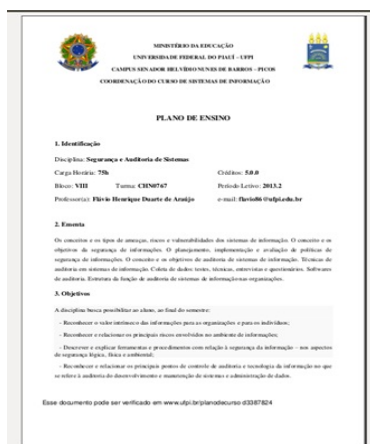 MINISTÉRIO DA EDUCAÇÃO
UNIVERSIDADE FEDERAL DO PIAUÍ – UFPI
CAMPUS SENADOR HELVÍDIO NUNES DE BARROS – PICOS
COORDENAÇÃO DO CURSO DE SISTEMAS DE INFORMAÇÃO
PLANO DE ENSINO
1. Identificação
Disciplina: Segurança e Auditoria de Sistemas
Carga Horária: 75h Créditos: 5.0.0
Bloco: VIII Turma: CHN0767 Período Letivo: 2013.2
Professor(a): Flávio Henrique Duarte de Araújo e-mail: flavio86@ufpi.edu.br
2. Ementa
Os conceitos e os tipos de ameaças, riscos e vulnerabilidades dos sistemas de informação. O conceito e os
objetivos de segurança de informações. O planejamento, implementação e avaliação de políticas de
segurança de informações. O conceito e os objetivos de auditoria de sistemas de informação. Técnicas de
auditoria em sistemas de informação. Coleta de dados: testes, técnicas, entrevistas e questionários. Softwares
de auditoria. Estrutura da função de auditoria de sistemas de informação nas organizações.
3. Objetivos
A disciplina busca possibilitar ao aluno, ao final do semestre:
- Reconhecer o valor intrínseco das informações para as organizações e para os indivíduos;
- Reconhecer e relacionar os principais riscos envolvidos no ambiente de informações;
- Descrever e explicar ferramentas e procedimentos com relação à segurança da informação – nos aspectos
de segurança lógica, física e ambiental;
- Reconhecer e relacionar os principais pontos de controle de auditoria e tecnologia da informação no que
se refere à auditoria do desenvolvimento e manutenção de sistemas e administração de dados.
Esse documento pode ser verificado em www.ufpi.br/planodecurso d3387824